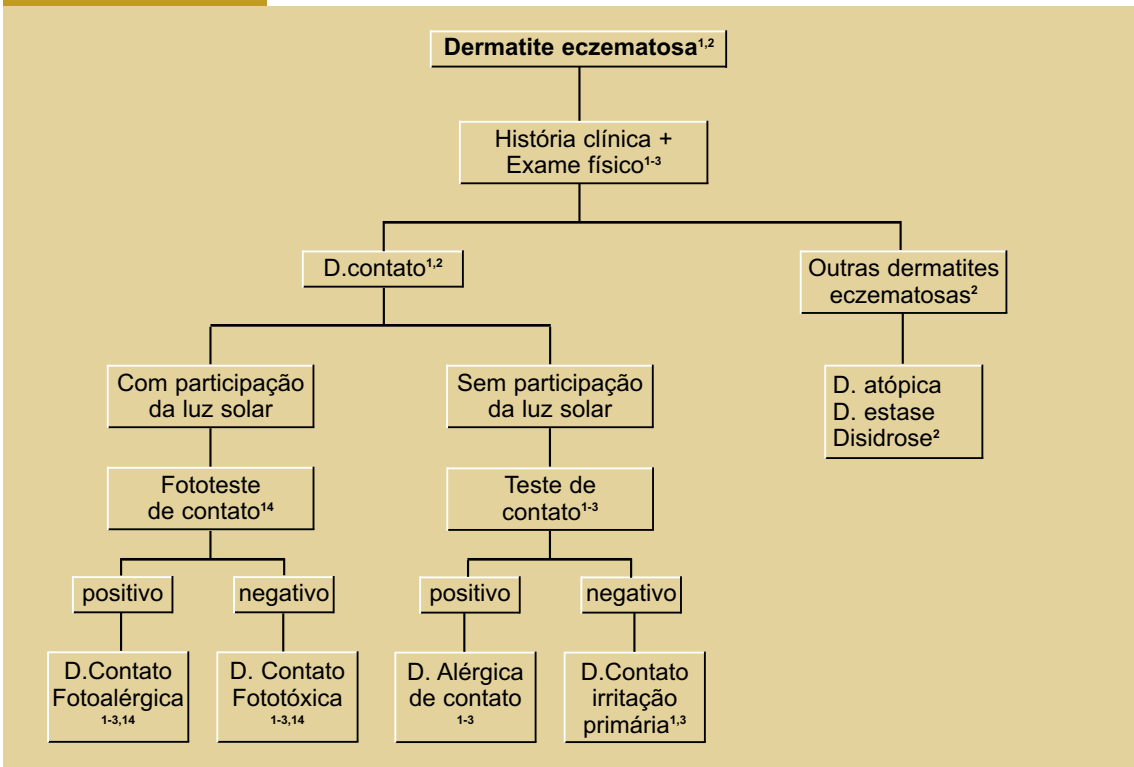 Dermatite eczematosa¹,²
História clínica +
Exame físico¹⁻³
D.contato¹,²
Outras dermatites
eczematosas²
Com participação
da luz solar
Sem participação
da luz solar
D. atópica
D. estase
Disidrose²
Fototeste
de contato¹⁴
Teste de
contato¹⁻³
positivo
negativo
positivo
negativo
D.Contato
Fotoalérgica
¹⁻³,¹⁴
D. Contato
Fototóxica
¹⁻³,¹⁴
D. Alérgica
de contato
¹⁻³
D.Contato
irritação
primária¹,³